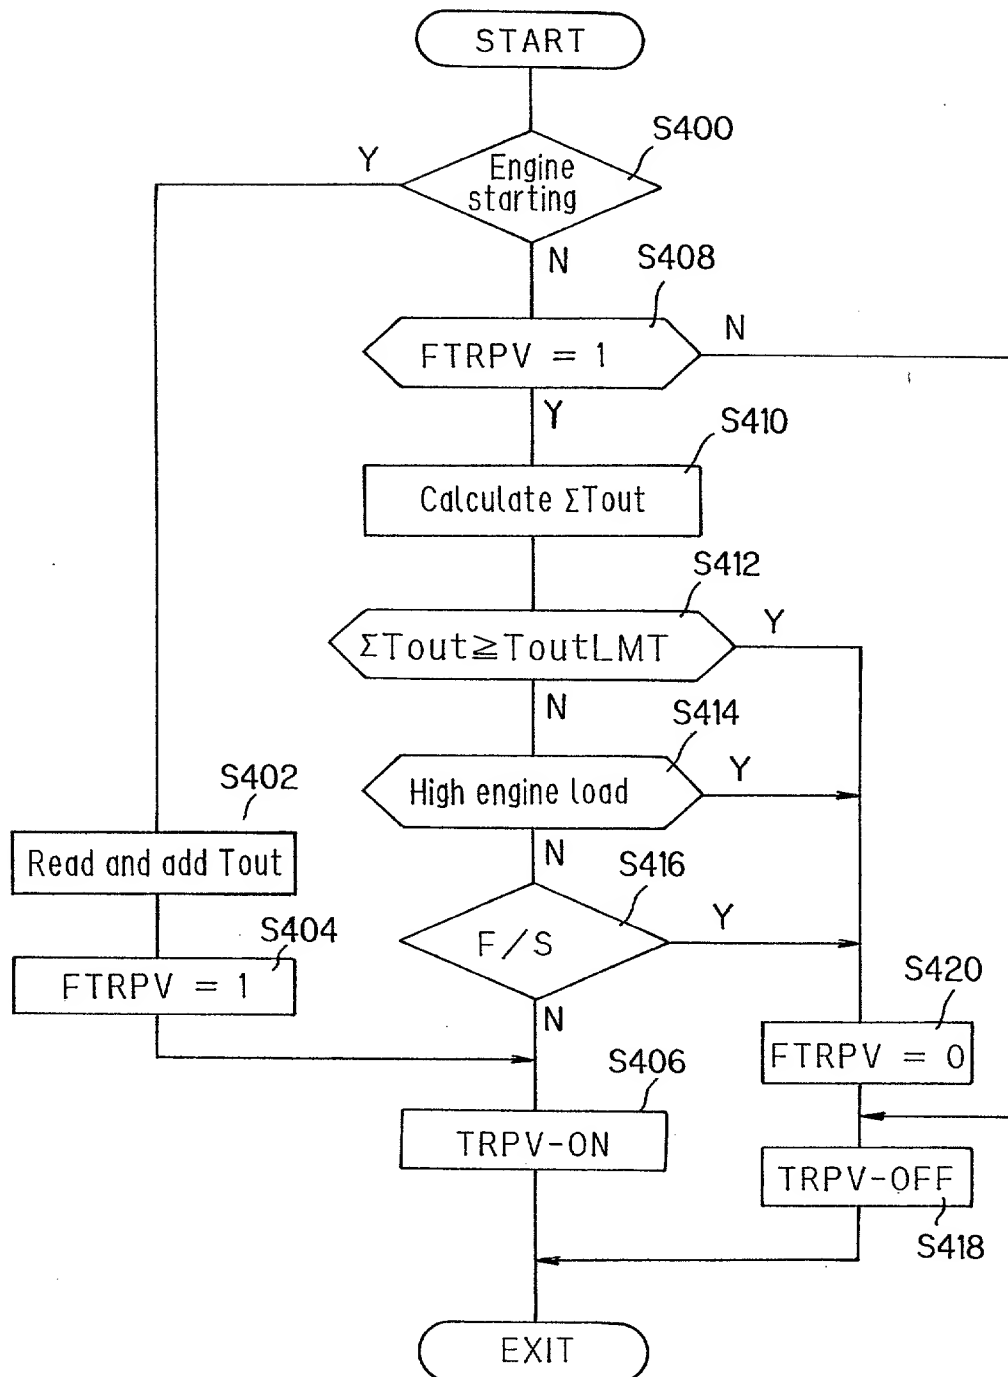 START
S400
Y
Engine
starting
N
S408
FTRPV = 1
N
Y
S410
Calculate ΣTout
S412
ΣTout≧ToutLMT
Y
N
S414
High engine load
Y
S402
Read and add Tout
N
S416
F/S
Y
S404
FTRPV = 1
N
S420
FTRPV = 0
S406
TRPV-ON
TRPV-OFF
S418
EXIT